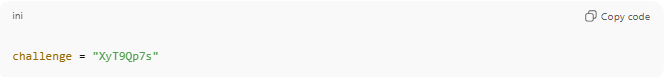 ini
Copy code
challenge = "XyT9Qp7s"